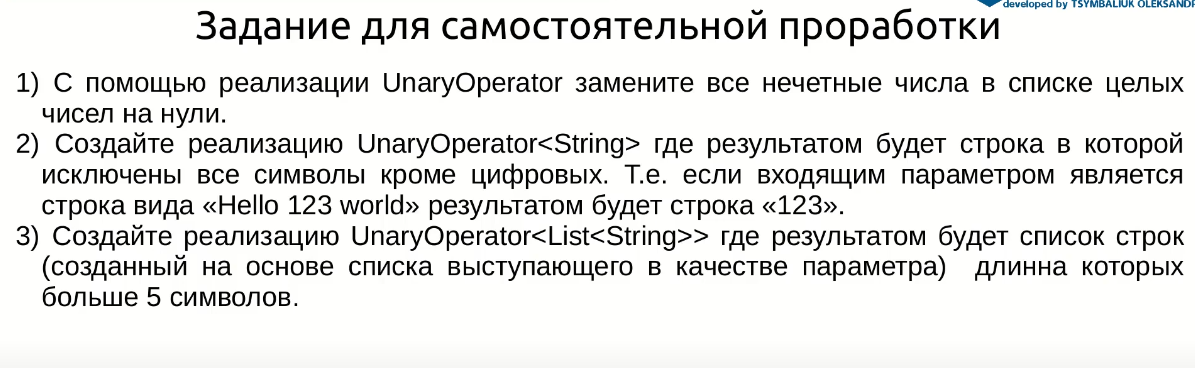 developed by TSYMBALIUK OLEKSANDR
Задание для самостоятельной проработки
1) С помощью реализации UnaryOperator замените все нечетные числа в списке целых
чисел на нули.
2) Создайте реализацию UnaryOperator<String> где результатом будет строка в которой
исключены все символы кроме цифровых. Т.е. если входящим параметром является
строка вида «Hello 123 world» результатом будет строка «123».
3) Создайте реализацию UnaryOperator<List<String>> где результатом будет список строк
(созданный на основе списка выступающего в качестве параметра) длинна которых
больше 5 символов.